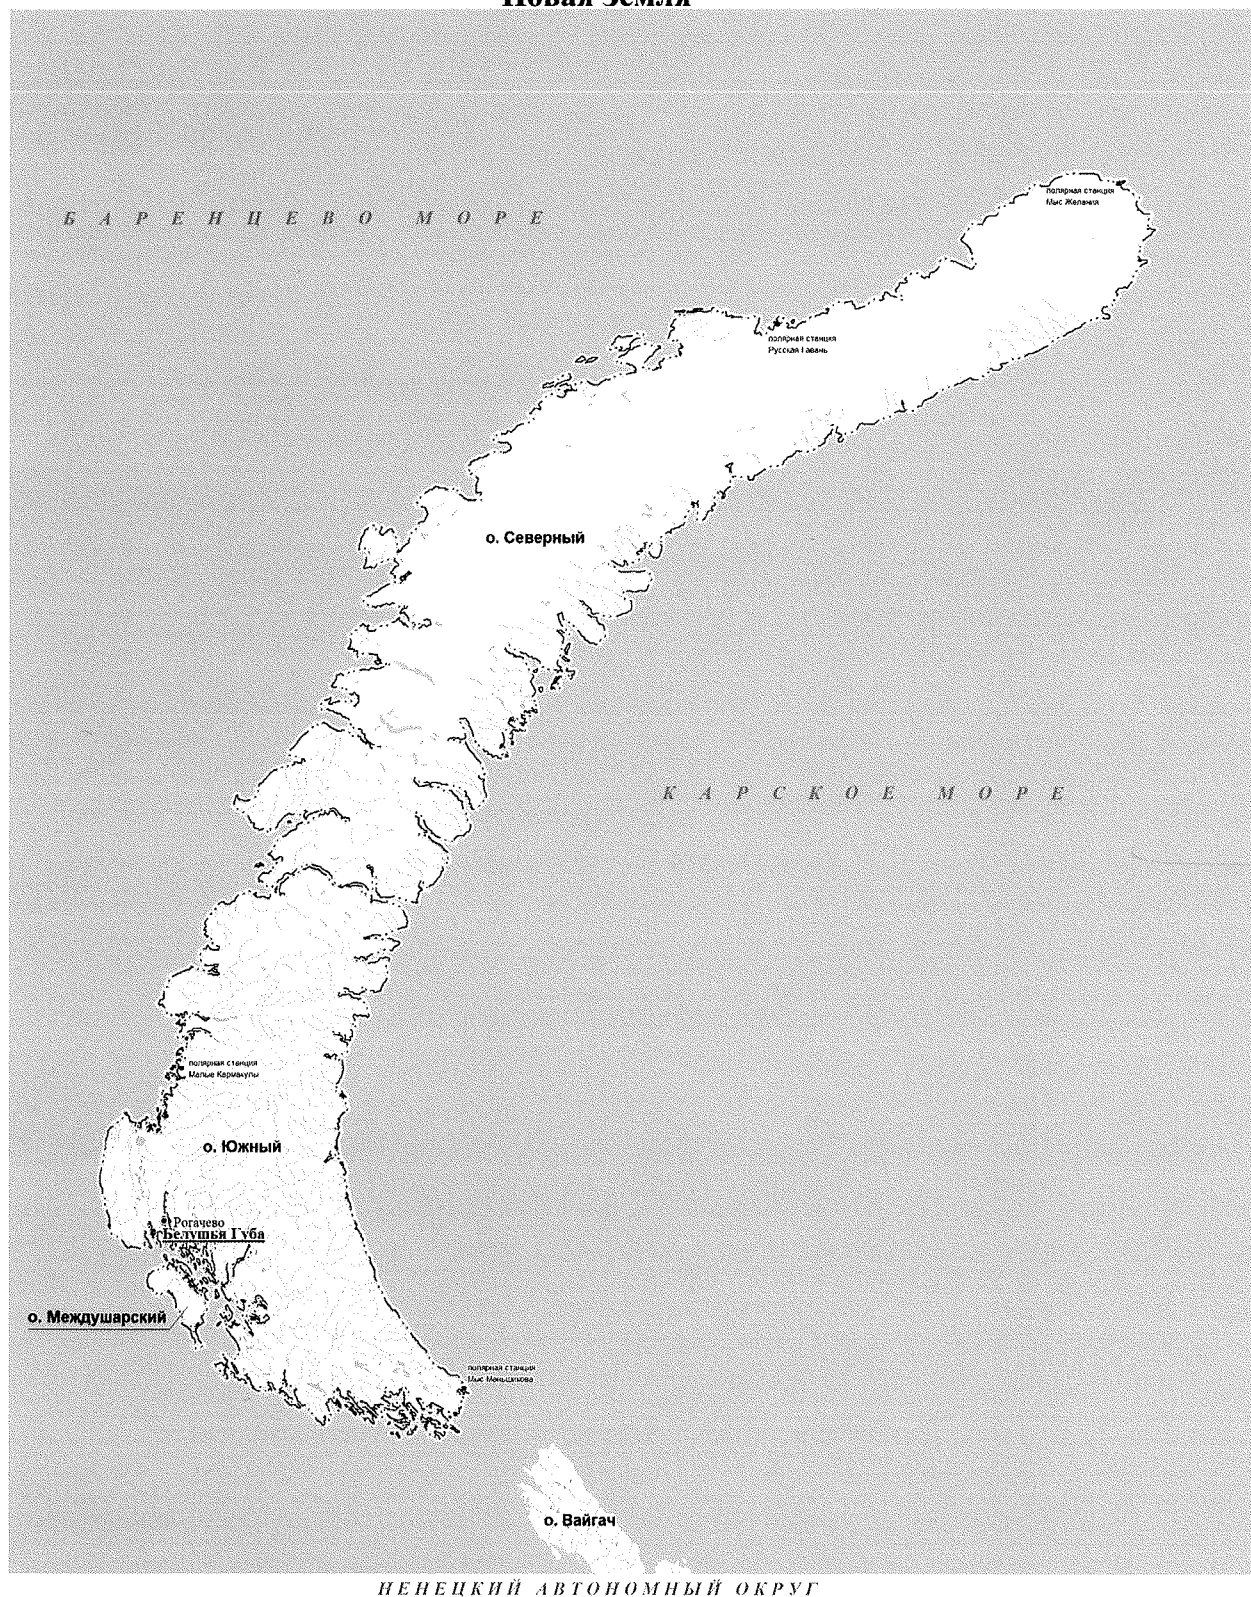 Новая Земля
полярная станция
Мыс Желания
БАРЕНЦЕВО МОРЕ
полярная станция
Русская Гавань
о. Северный
КАРСКОЕ МОРЕ
полярная станция
Малые Кармакулы
о. Южный
Рогачево
Белушья Губа
о. Междушарский
полярная станция
Мыс Меньшикова
о. Вайгач
НЕНЕЦКИЙ АВТОНОМНЫЙ ОКРУГ